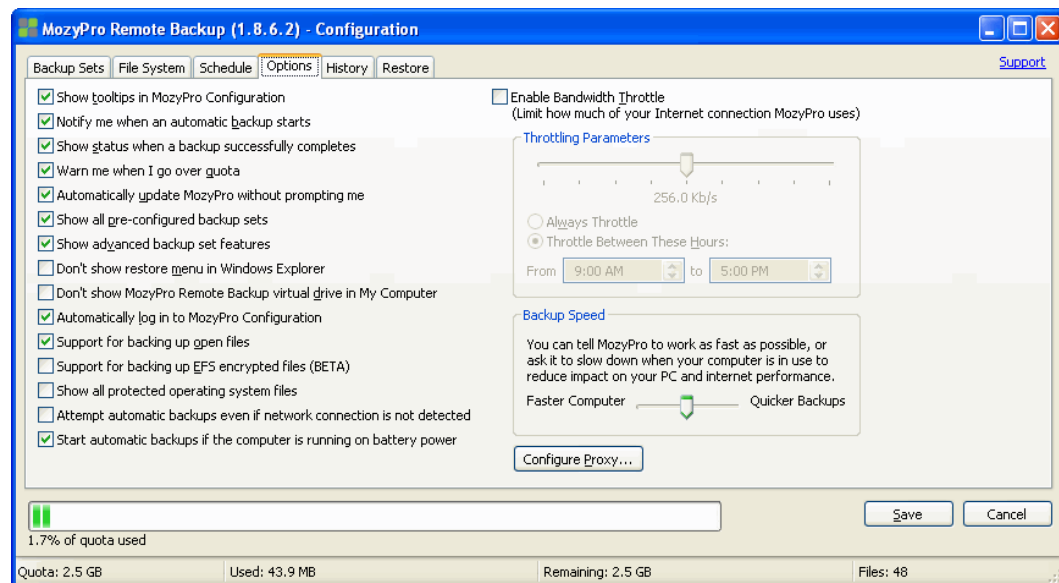 MozyPro Remote Backup (1.8.6.2) - Configuration
Backup Sets File System Schedule Options History Restore
Support
Show tooltips in MozyPro Configuration
Notify me when an automatic backup starts
Show status when a backup successfully completes
Warn me when I go over quota
Automatically update MozyPro without prompting me
Show all pre-configured backup sets
Show advanced backup set features
Don't show restore menu in Windows Explorer
Don't show MozyPro Remote Backup virtual drive in My Computer
Automatically log in to MozyPro Configuration
Support for backing up open files
Support for backing up EFS encrypted files (BETA)
Show all protected operating system files
Attempt automatic backups even if network connection is not detected
Start automatic backups if the computer is running on battery power
Enable Bandwidth Throttle
(Limit how much of your Internet connection MozyPro uses)
Throttling Parameters
256.0 Kb/s
Always Throttle
Throttle Between These Hours:
From 9:00 AM to 5:00 PM
Backup Speed
You can tell MozyPro to work as fast as possible, or
ask it to slow down when your computer is in use to
reduce impact on your PC and internet performance.
Faster Computer Quicker Backups
Configure Proxy...
1.7% of quota used
Save Cancel
Quota: 2.5 GB Used: 43.9 MB Remaining: 2.5 GB Files: 48